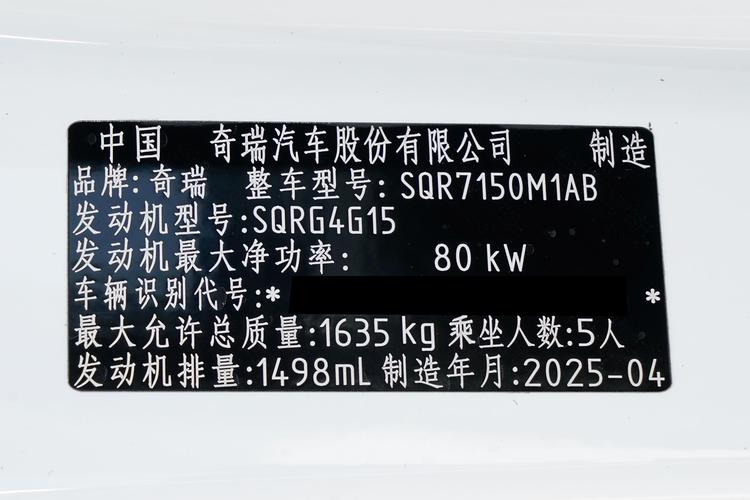 中国 奇瑞汽车股份有限公司 制造
品牌: 奇瑞 整车型号: SQR7150M1AB
发动机型号:SQRG4G15
发动机最大净功率: 80 kW
车辆识别代号:* *
最大允许总质量:1635 kg 乘坐人数:5人
发动机排量:1498mL 制造年月:2025-04